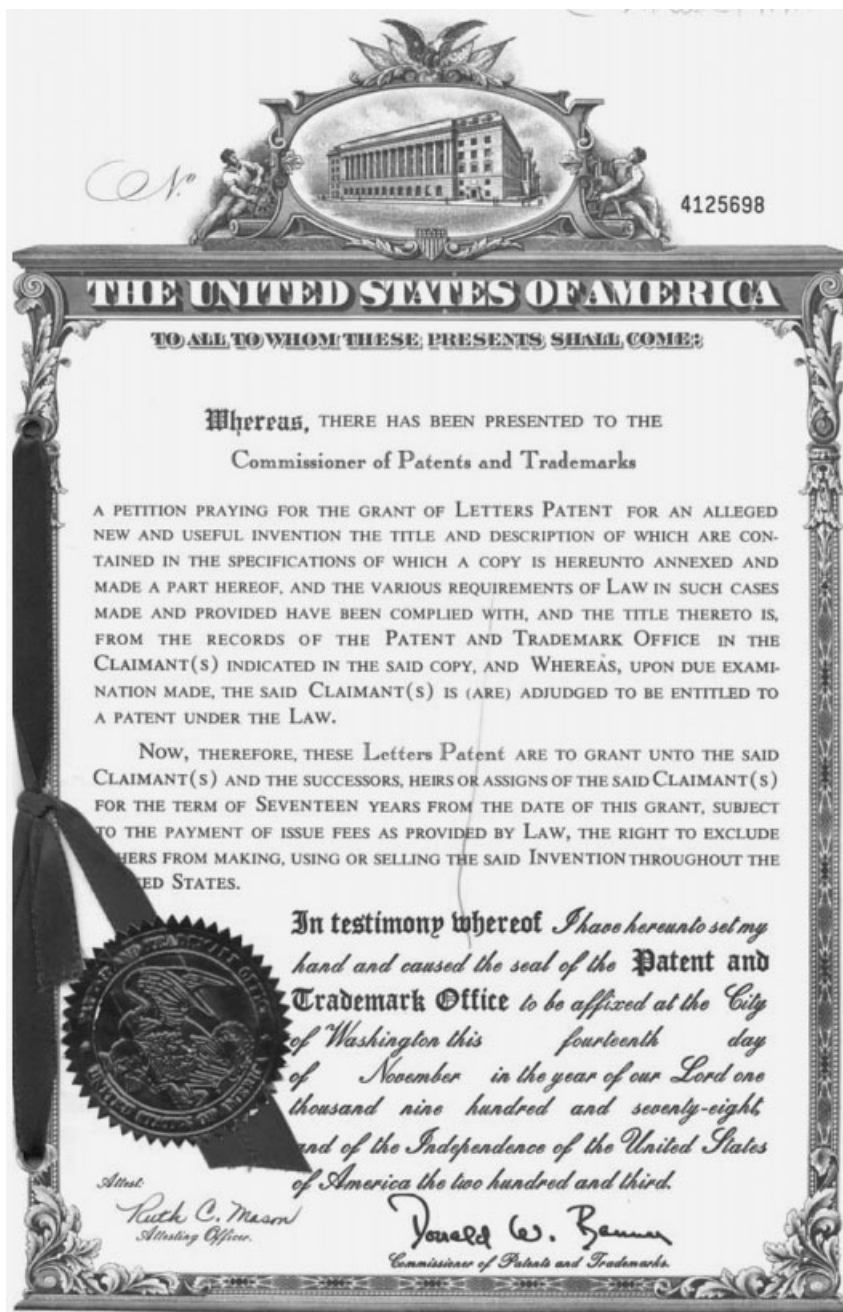 No
4125698
THE UNITED STATES OF AMERICA
TO ALL TO WHOM THESE PRESENTS SHALL COME:
Whereas, THERE HAS BEEN PRESENTED TO THE
Commissioner of Patents and Trademarks
A PETITION PRAYING FOR THE GRANT OF LETTERS PATENT FOR AN ALLEGED
NEW AND USEFUL INVENTION THE TITLE AND DESCRIPTION OF WHICH ARE CON-
TAINED IN THE SPECIFICATIONS OF WHICH A COPY IS HEREUNTO ANNEXED AND
MADE A PART HEREOF, AND THE VARIOUS REQUIREMENTS OF LAW IN SUCH CASES
MADE AND PROVIDED HAVE BEEN COMPLIED WITH, AND THE TITLE THERETO IS,
FROM THE RECORDS OF THE PATENT AND TRADEMARK OFFICE IN THE
CLAIMANT(S) INDICATED IN THE SAID COPY, AND WHEREAS, UPON DUE EXAMI-
NATION MADE, THE SAID CLAIMANT(S) IS (ARE) ADJUDGED TO BE ENTITLED TO
A PATENT UNDER THE LAW.
NOW, THEREFORE, THESE Letters Patent ARE TO GRANT UNTO THE SAID
CLAIMANT(S) AND THE SUCCESSORS, HEIRS OR ASSIGNS OF THE SAID CLAIMANT(S)
FOR THE TERM OF SEVENTEEN YEARS FROM THE DATE OF THIS GRANT, SUBJECT
TO THE PAYMENT OF ISSUE FEES AS PROVIDED BY LAW, THE RIGHT TO EXCLUDE
HERS FROM MAKING, USING OR SELLING THE SAID INVENTION THROUGHOUT THE
ED STATES.
In testimony whereof I have hereunto set my
hand and caused the seal of the Patent and
Trademark Office to be affixed at the City
of Washington this fourteenth day
of November in the year of our Lord one
thousand nine hundred and seventy-eight,
and of the Independence of the United States
of America the two hundred and third.
PATENT AND TRADEMARK OFFICE
UNITED STATES OF AMERICA
Attest:
Ruth C. Mason
Attesting Officer.
Donald W. Banner
Commissioner of Patents and Trademarks.